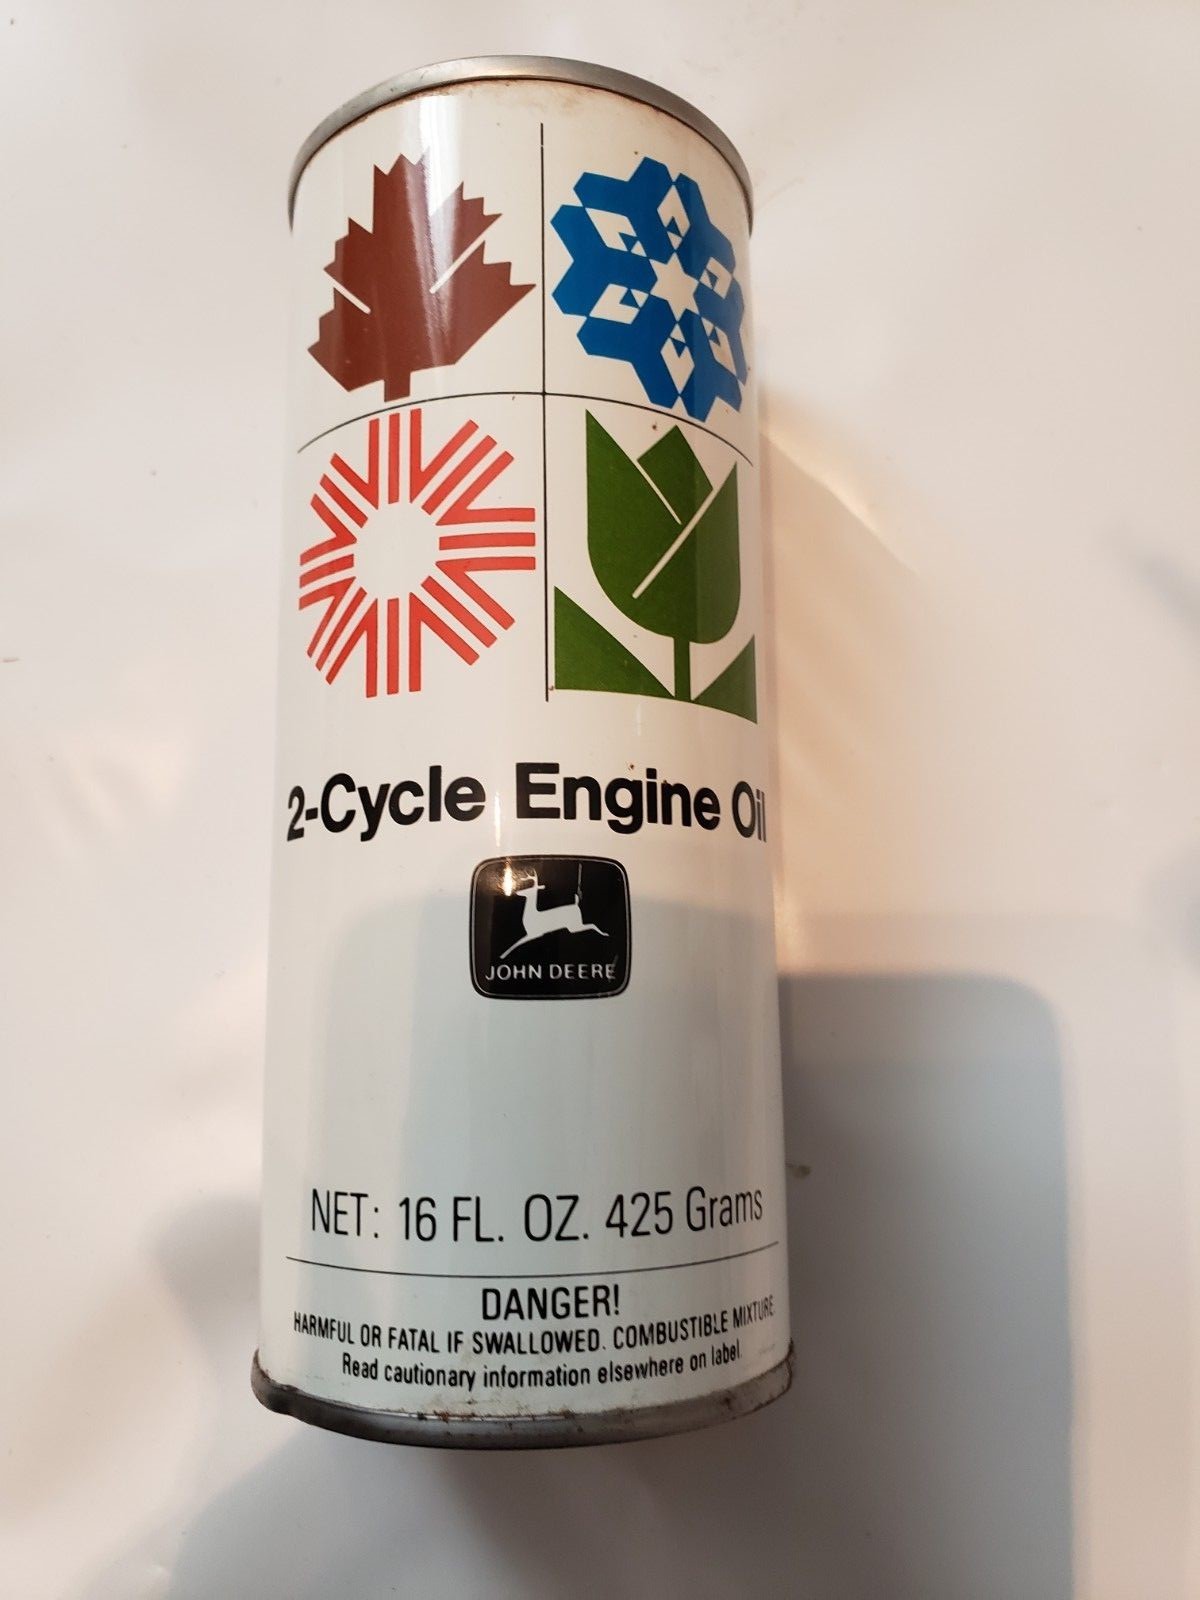 2-Cycle Engine Oil
JOHN DEERE
NET: 16 FL. OZ. 425 Grams
DANGER!
HARMFUL OR FATAL IF SWALLOWED. COMBUSTIBLE MIXTURE
Read cautionary information elsewhere on label.